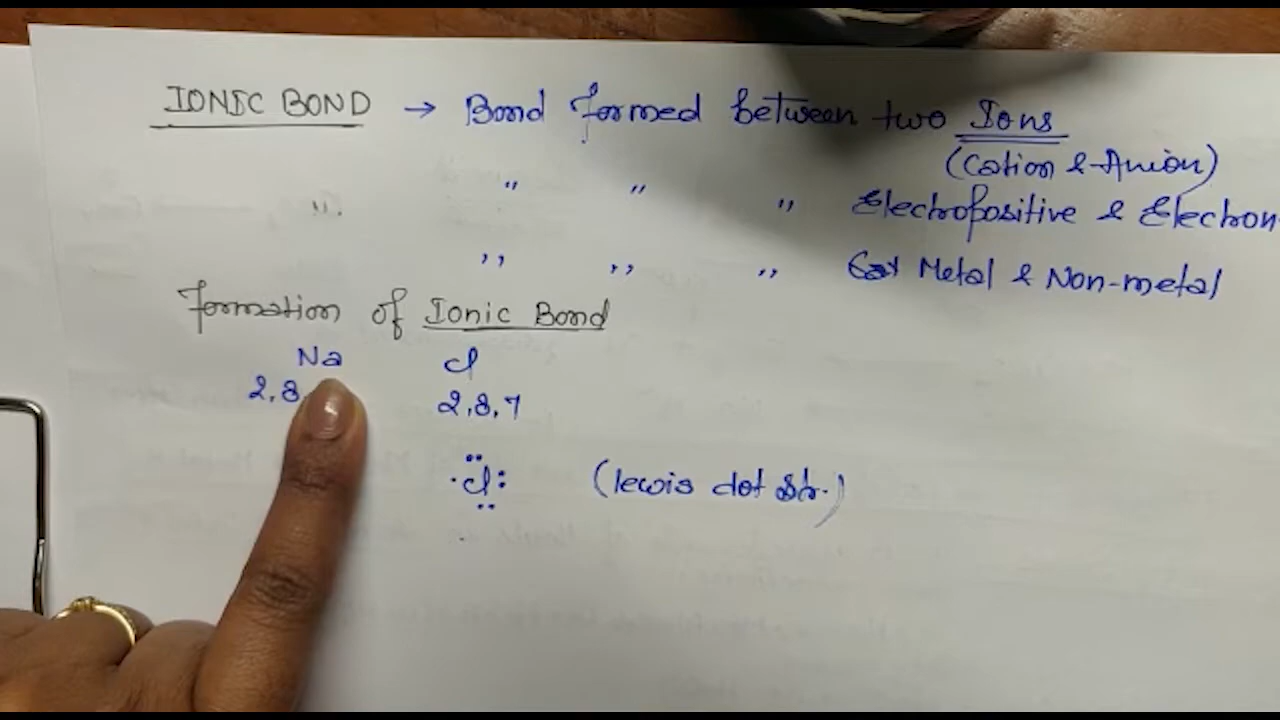 IONIC BOND → Bond formed between two Ions
(Cation & Anion)
" " " " Electropositive & Electron
,, ,, ,, Metal & Non-metal
Formation of Ionic Bond
Na Cl
2,8, 2,8,7
Cl (lewis dot str.)